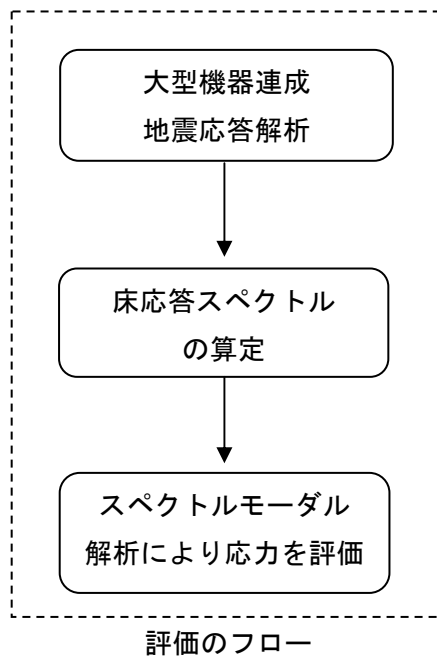 大型機器連成
地震応答解析
床応答スペクトル
の算定
スペクトルモーダル
解析により応力を評価
評価のフロー